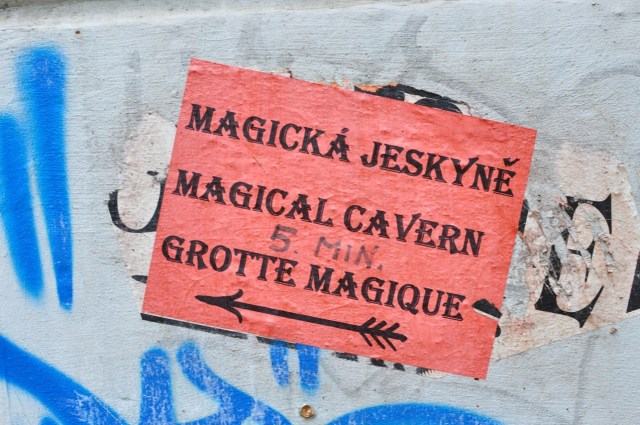 MAGICKÁ JESKYNĚ
MAGICAL CAVERN
5. MIN.
GROTTE MAGIQUE